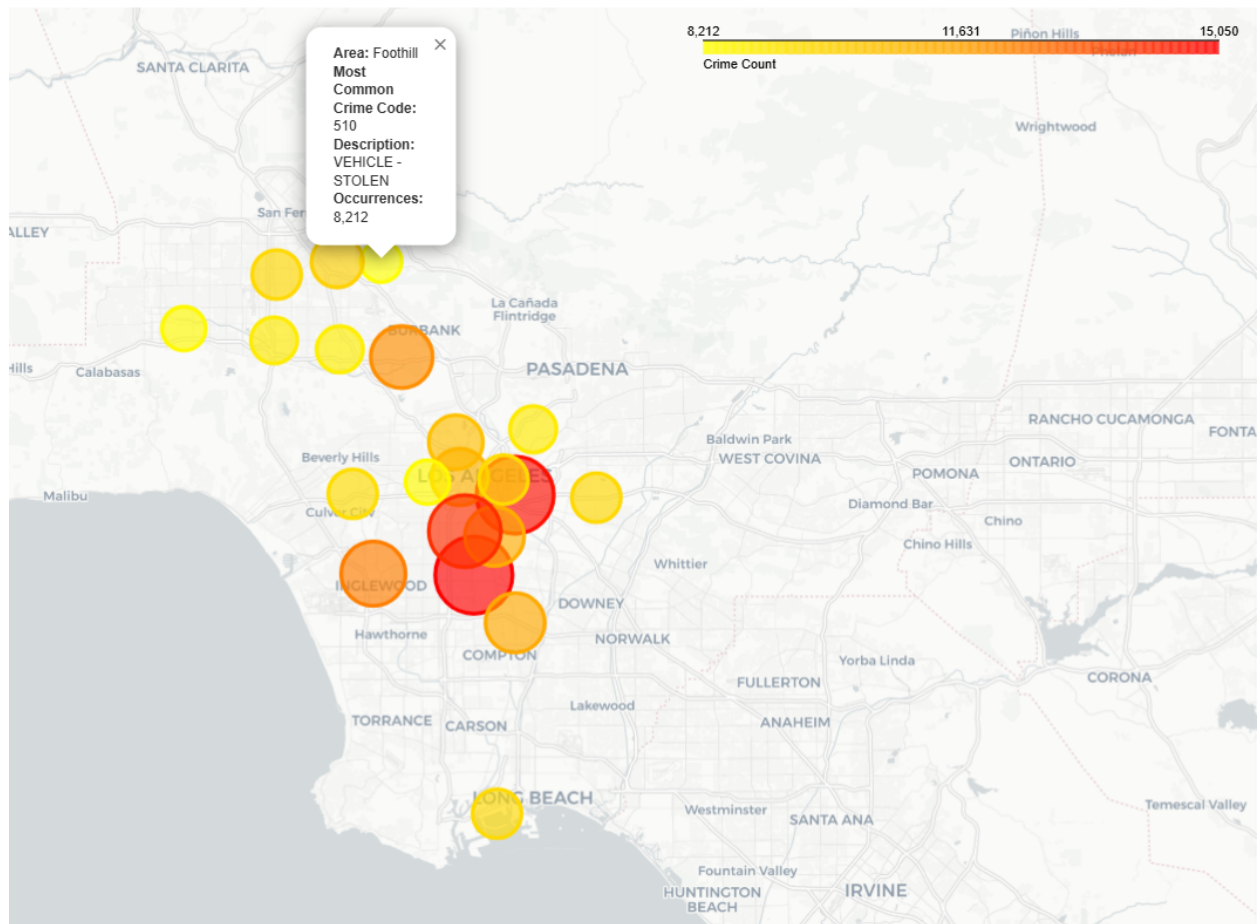 8,212 11,631 15,050
Crime Count
Piñon Hills
Phelan
SANTA CLARITA
×
Area: Foothill
Most
Common
Crime Code:
510
Description:
VEHICLE -
STOLEN
Occurrences:
8,212
Wrightwood
San Fer
ALLEY
La Cañada
Flintridge
BURBANK
Hills
Calabasas
PASADENA
RANCHO CUCAMONGA
FONTA
Baldwin Park
WEST COVINA
Beverly Hills
ONTARIO
POMONA
LOS ANGELES
Malibu
Diamond Bar
Culver City
Chino
Chino Hills
Whittier
INGLEWOOD
DOWNEY
Hawthorne
NORWALK
COMPTON
Yorba Linda
CORONA
FULLERTON
Lakewood
TORRANCE
CARSON
ANAHEIM
LONG BEACH
Westminster
SANTA ANA
Temescal Valley
Fountain Valley
HUNTINGTON
BEACH
IRVINE